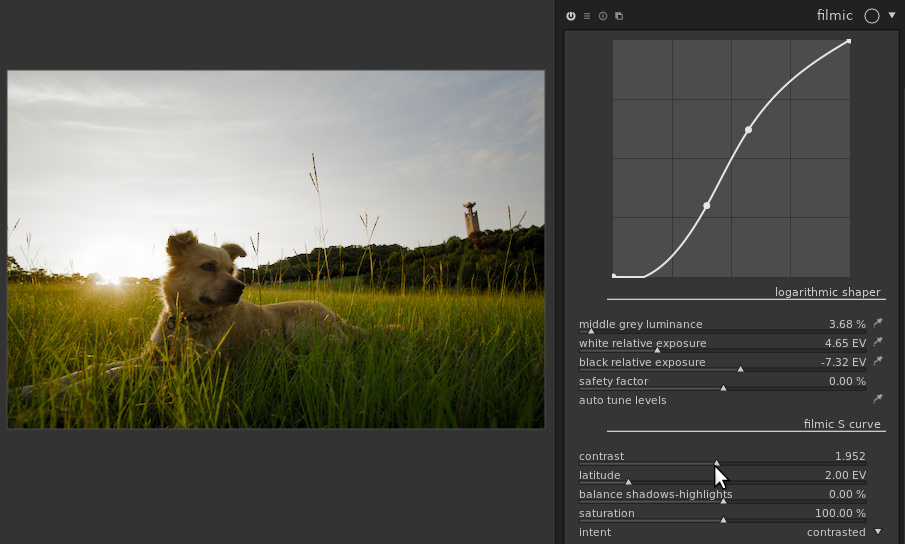 filmic
logarithmic shaper
middle grey luminance 3.68 %
white relative exposure 4.65 EV
black relative exposure -7.32 EV
safety factor 0.00 %
auto tune levels
filmic S curve
contrast 1.952
latitude 2.00 EV
balance shadows-highlights 0.00 %
saturation 100.00 %
intent contrasted